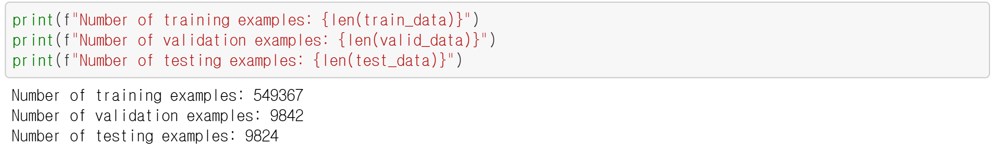 print(f"Number of training examples: {len(train_data)}")
print(f"Number of validation examples: {len(valid_data)}")
print(f"Number of testing examples: {len(test_data)}")
Number of training examples: 549367
Number of validation examples: 9842
Number of testing examples: 9824